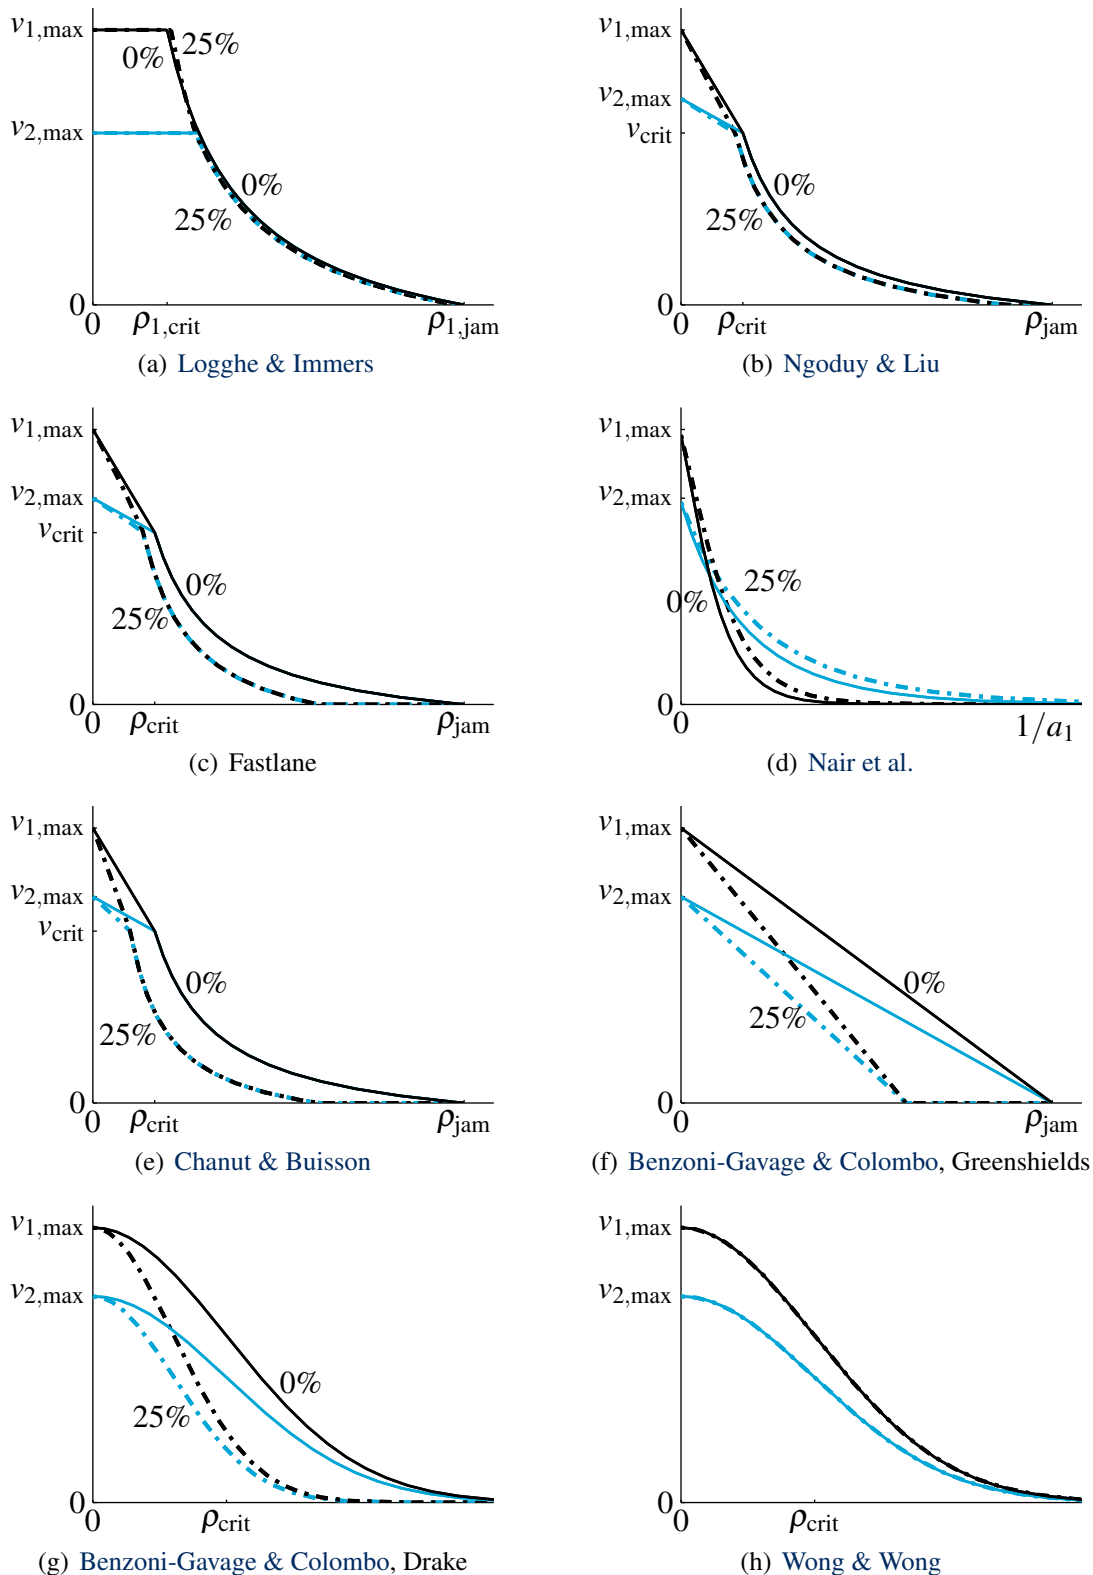 v1,max
v2,max
0
0% 25%
0%
25%
0 ρ1,crit ρ1,jam
(a) Logghe & Immers
v1,max
v2,max
vcrit
0
0%
25%
0 ρcrit ρjam
(b) Ngoduy & Liu
v1,max
v2,max
vcrit
0
0%
25%
0 ρcrit ρjam
(c) Fastlane
v1,max
v2,max
0
25%
0%
0 1/a1
(d) Nair et al.
v1,max
v2,max
vcrit
0
0%
25%
0 ρcrit ρjam
(e) Chanut & Buisson
v1,max
v2,max
0
0%
25%
0 ρjam
(f) Benzoni-Gavage & Colombo, Greenshields
v1,max
v2,max
0
0%
25%
0 ρcrit
(g) Benzoni-Gavage & Colombo, Drake
v1,max
v2,max
0
0 ρcrit
(h) Wong & Wong